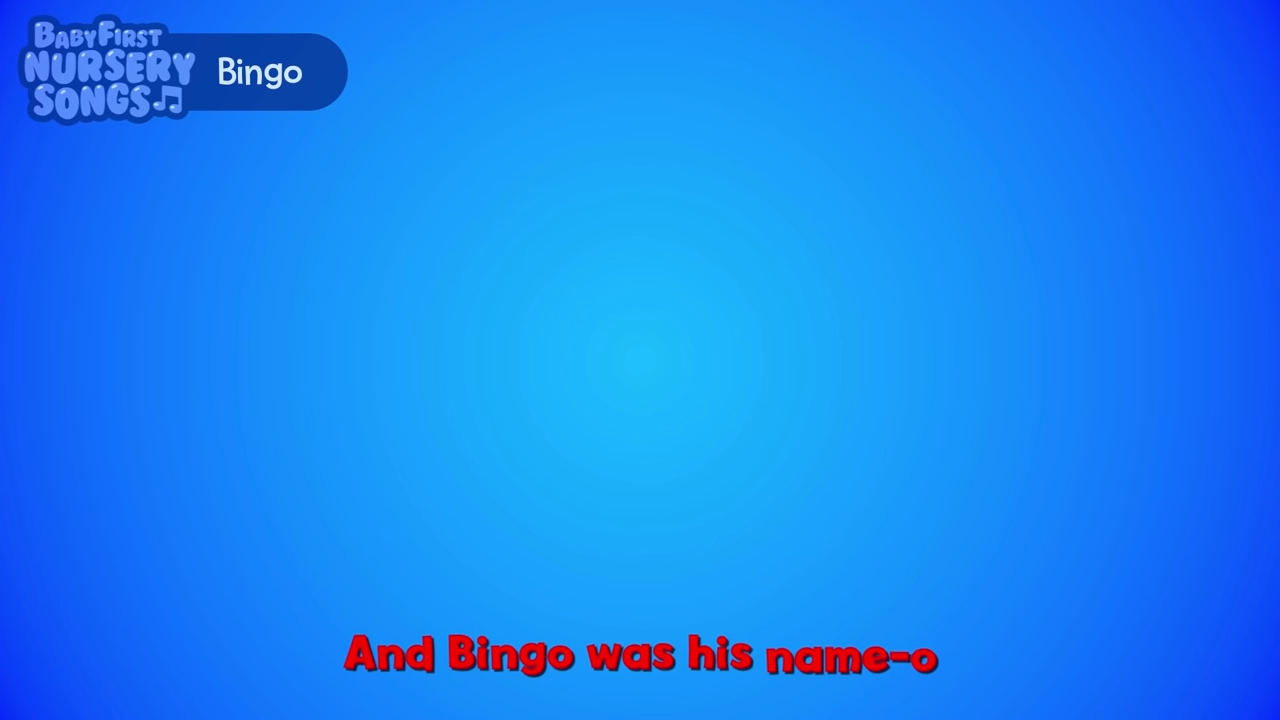 BABYFIRST
NURSERY
SONGS
Bingo
And Bingo was his name-o